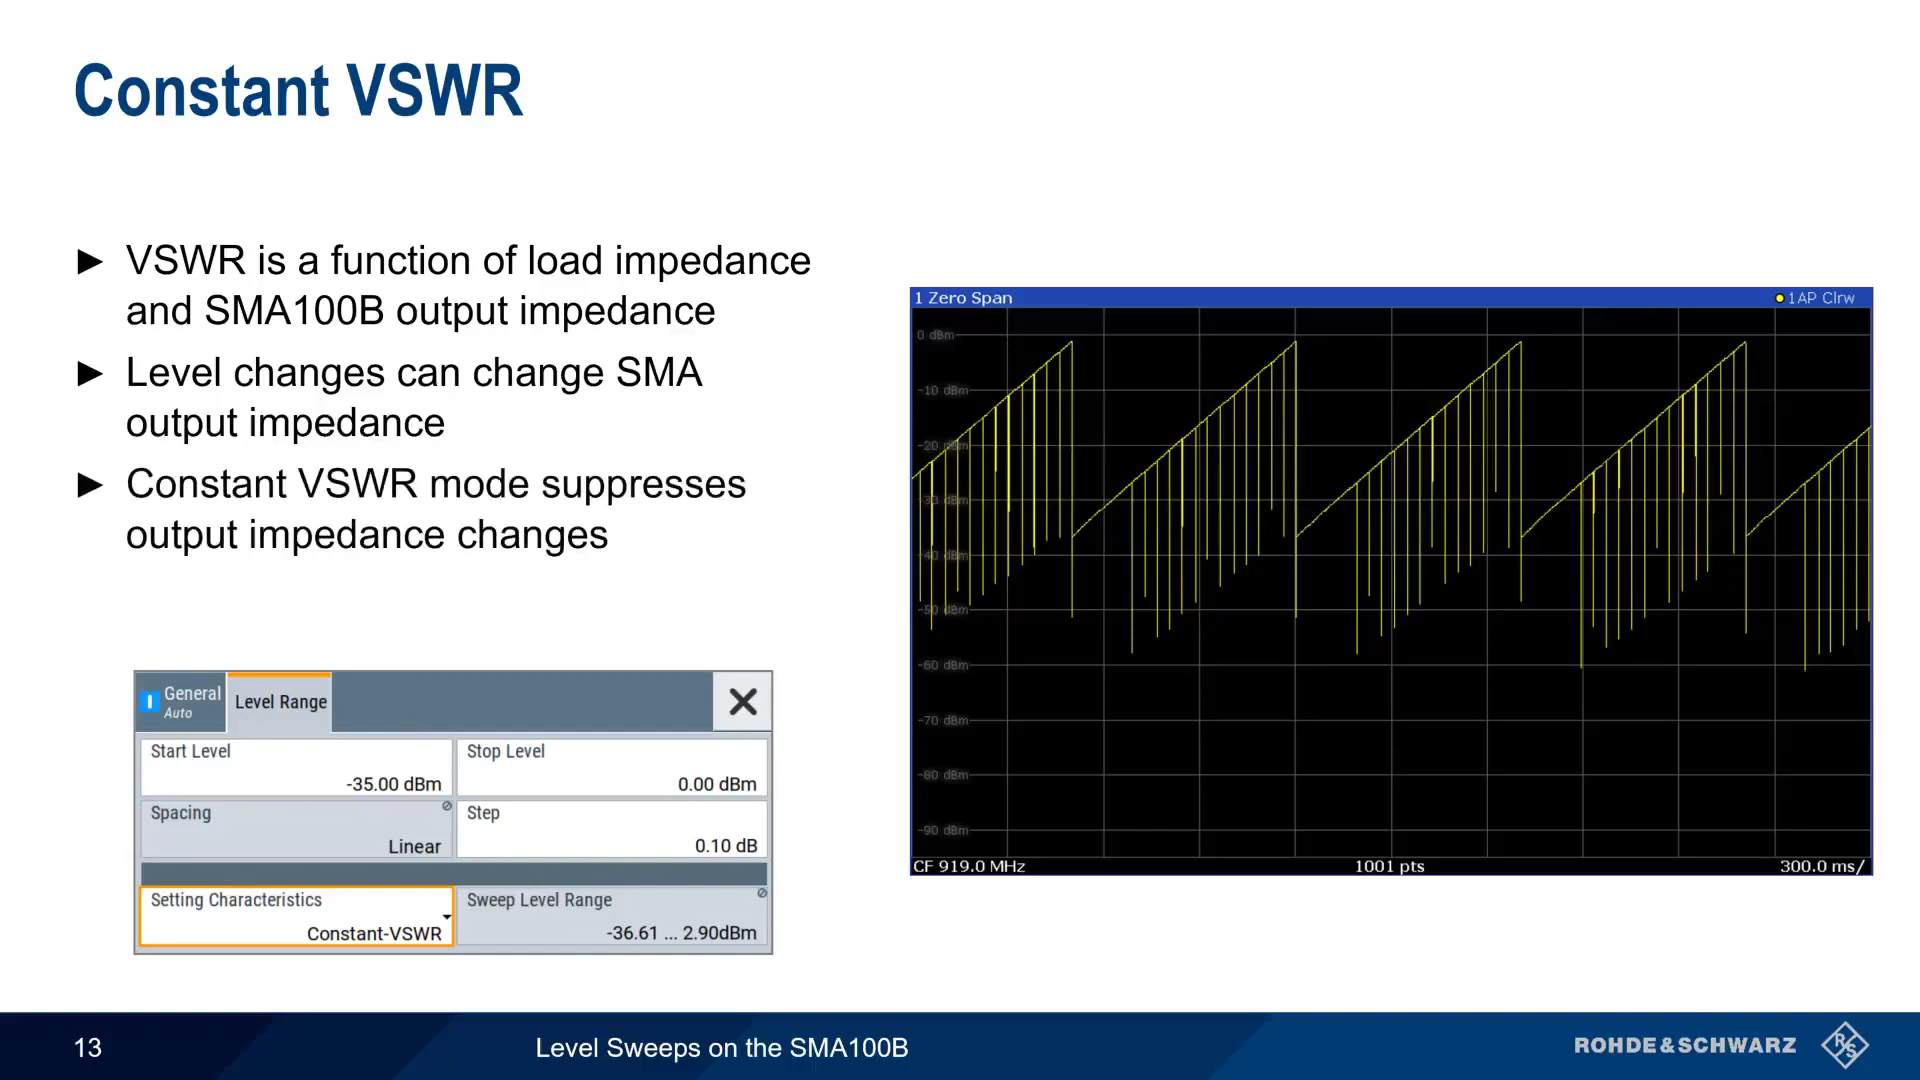 Constant VSWR
► VSWR is a function of load impedance
and SMA100B output impedance
► Level changes can change SMA
output impedance
► Constant VSWR mode suppresses
output impedance changes
General
Auto
Level Range
Start Level
-35.00 dBm
Stop Level
0.00 dBm
Spacing
Linear
Step
0.10 dB
Setting Characteristics
Constant-VSWR
Sweep Level Range
-36.61 ... 2.90dBm
1 Zero Span
1AP Clrw
0 dBm
-10 dBm
-20 dBm
-30 dBm
-40 dBm
-50 dBm
-60 dBm
-70 dBm
-80 dBm
-90 dBm
CF 919.0 MHz
1001 pts
300.0 ms/
13
Level Sweeps on the SMA100B
ROHDE & SCHWARZ
R&S